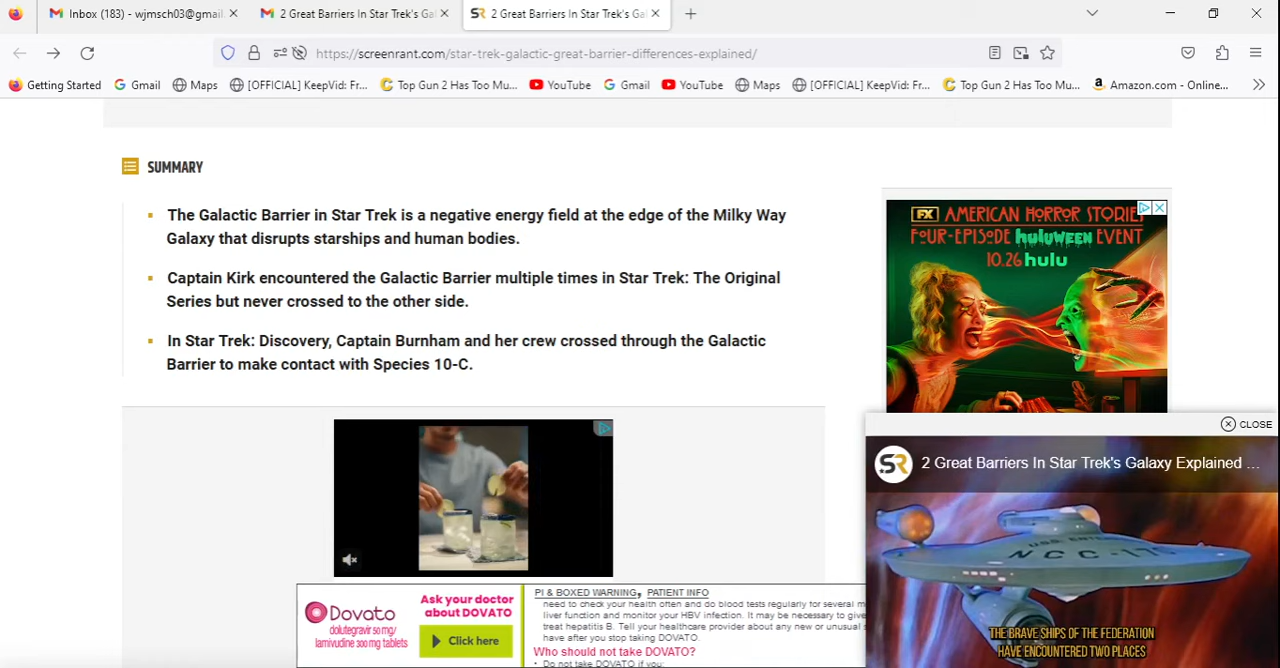 Inbox (183) - wjmsch03@gmail.
2 Great Barriers In Star Trek's Ga
2 Great Barriers In Star Trek's Ga
https://screenrant.com/star-trek-galactic-great-barrier-differences-explained/
Getting Started
Gmail
Maps
[OFFICIAL] KeepVid: Fr...
Top Gun 2 Has Too Mu...
YouTube
Gmail
YouTube
Maps
[OFFICIAL] KeepVid: Fr...
Top Gun 2 Has Too Mu...
Amazon.com - Online...
SUMMARY
The Galactic Barrier in Star Trek is a negative energy field at the edge of the Milky Way
Galaxy that disrupts starships and human bodies.
Captain Kirk encountered the Galactic Barrier multiple times in Star Trek: The Original
Series but never crossed to the other side.
In Star Trek: Discovery, Captain Burnham and her crew crossed through the Galactic
Barrier to make contact with Species 10-C.
FX AMERICAN HORROR STORIES
FOUR-EPISODE huluween EVENT
10.26 hulu
CLOSE
SR 2 Great Barriers In Star Trek's Galaxy Explained ...
NCC-17
THE BRAVE SHIPS OF THE FEDERATION
HAVE ENCOUNTERED TWO PLACES
Dovato
dolutegravir 50 mg/
lamivudine 300 mg tablets
Ask your doctor
about DOVATO
Click here
PI & BOXED WARNING, PATIENT INFO
need to check your health often and do blood tests regularly for several m
liver function and monitor your HBV infection. It may be necessary to give
treat hepatitis B. Tell your healthcare provider about any new or unusual s
have after you stop taking DOVATO.
Who should not take DOVATO?
• Do not take DOVATO if you: